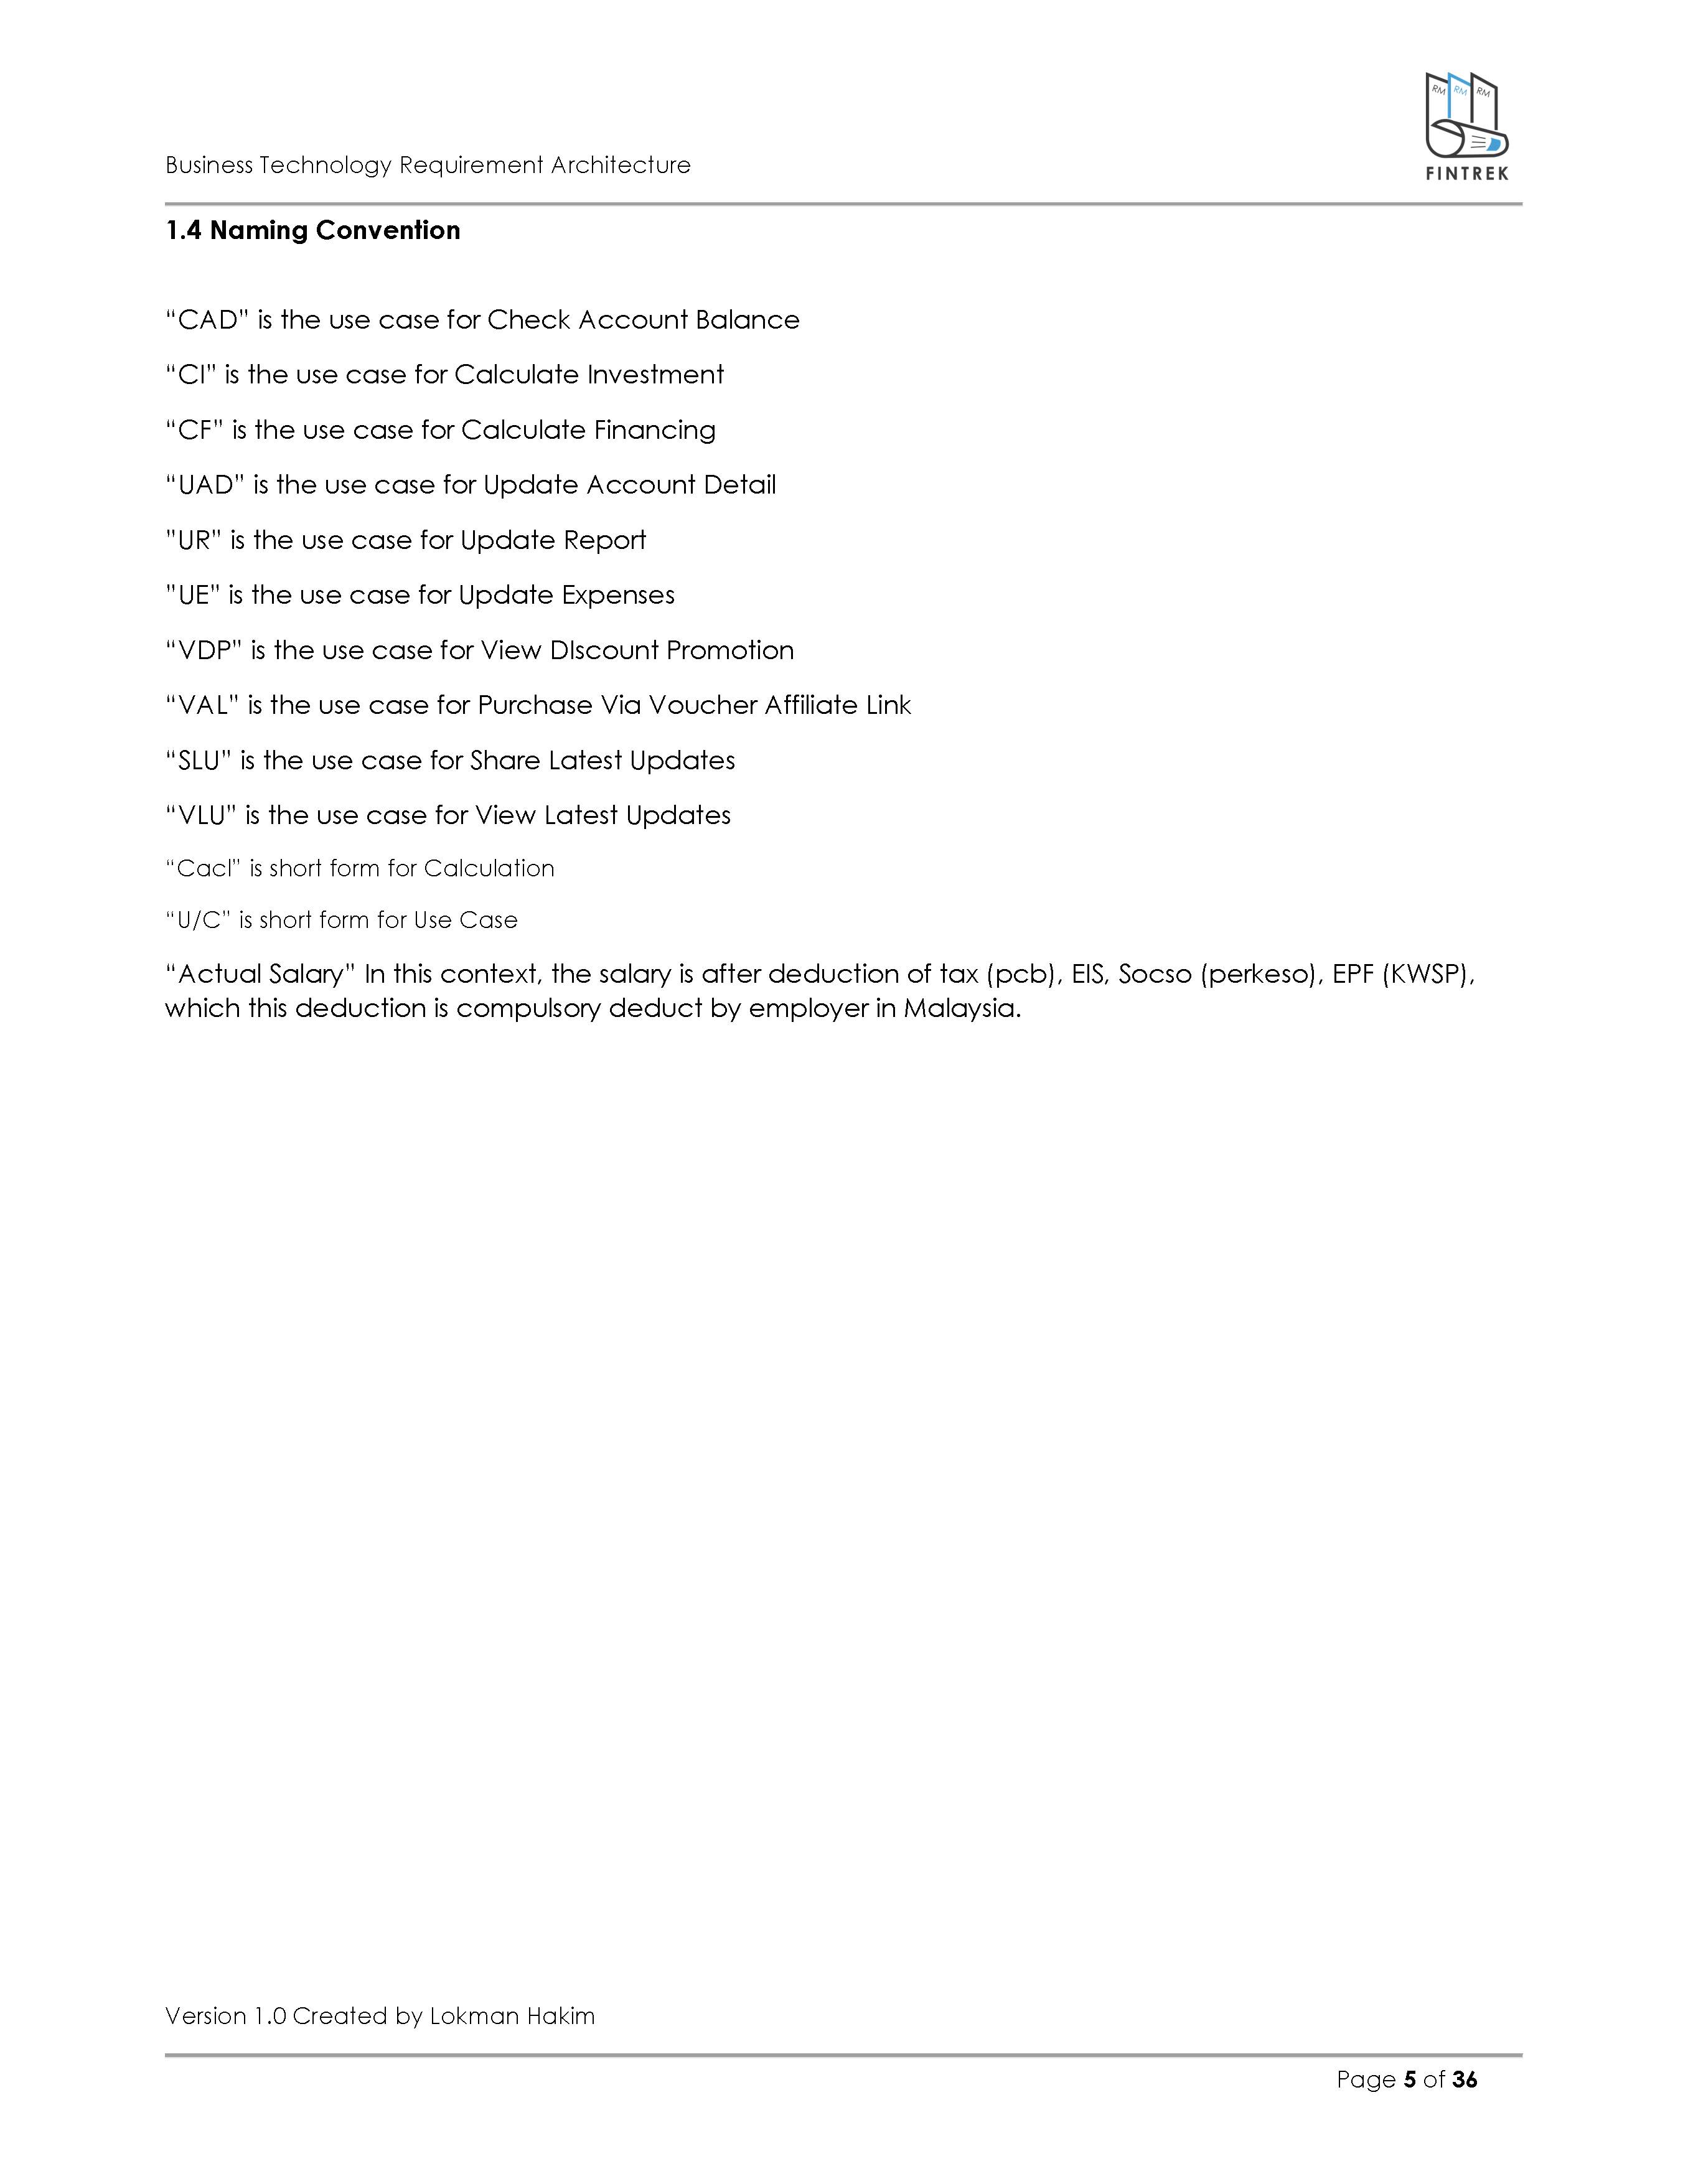 RM RM RM
FINTREK
Business Technology Requirement Architecture
1.4 Naming Convention
“CAD” is the use case for Check Account Balance
“CI” is the use case for Calculate Investment
“CF” is the use case for Calculate Financing
“UAD” is the use case for Update Account Detail
”UR” is the use case for Update Report
”UE” is the use case for Update Expenses
“VDP” is the use case for View DIscount Promotion
“VAL” is the use case for Purchase Via Voucher Affiliate Link
“SLU” is the use case for Share Latest Updates
“VLU” is the use case for View Latest Updates
“Cacl” is short form for Calculation
“U/C” is short form for Use Case
“Actual Salary” In this context, the salary is after deduction of tax (pcb), EIS, Socso (perkeso), EPF (KWSP),
which this deduction is compulsory deduct by employer in Malaysia.
Version 1.0 Created by Lokman Hakim
Page 5 of 36